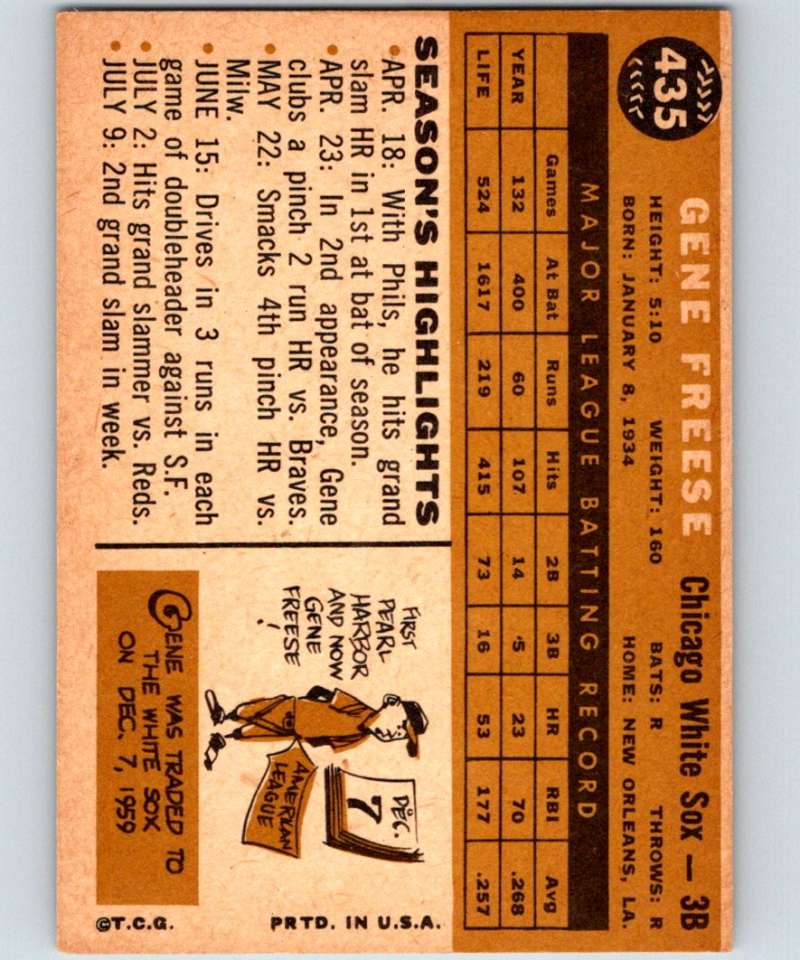 435
GENE FREESE Chicago White Sox — 3B
HEIGHT: 5:10 WEIGHT: 160 BATS: R THROWS: R
BORN: JANUARY 8, 1934 HOME: NEW ORLEANS, LA.
MAJOR LEAGUE BATTING RECORD
Games At Bat Runs Hits 2B 3B HR RBI Avg
YEAR 132 400 60 107 14 5 23 70 .268
LIFE 524 1617 219 415 73 16 53 177 .257
SEASON'S HIGHLIGHTS
• APR. 18: With Phils, he hits grand
slam HR in 1st at bat of season.
• APR. 23: In 2nd appearance, Gene
clubs a pinch 2 run HR vs. Braves.
• MAY 22: Smacks 4th pinch HR vs.
Milw.
• JUNE 15: Drives in 3 runs in each
game of doubleheader against S.F.
• JULY 2: Hits grand slammer vs. Reds.
• JULY 9: 2nd grand slam in week.
FIRST
PEARL
HARBOR
AND NOW
GENE
FREESE!
DEC.
7
AMERICAN
LEAGUE
GENE WAS TRADED TO
THE WHITE SOX
ON DEC. 7, 1959
©T.C.G. PRTD. IN U.S.A.